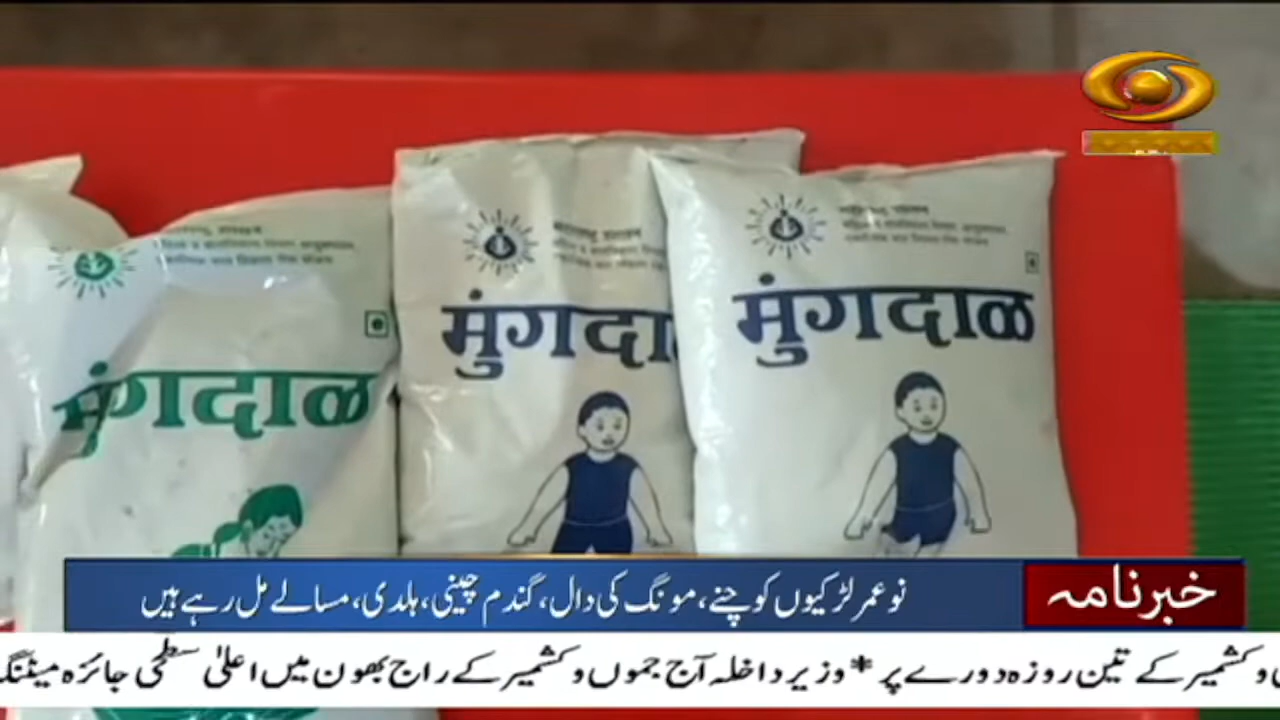 मुंगदाळ
मुंगदा
मुंगदाळ
نوعمر لڑکیوں کو چنے، مونگ کی دال، گندم چینی، ہلدی، مسالے مل رہے ہیں
خبرنامہ
و کشمیر کے تین روزہ دورے پر * وزیر داخلہ آج جموں و کشمیر کے راج بھون میں اعلیٰ سطحی جائزہ میٹنگ